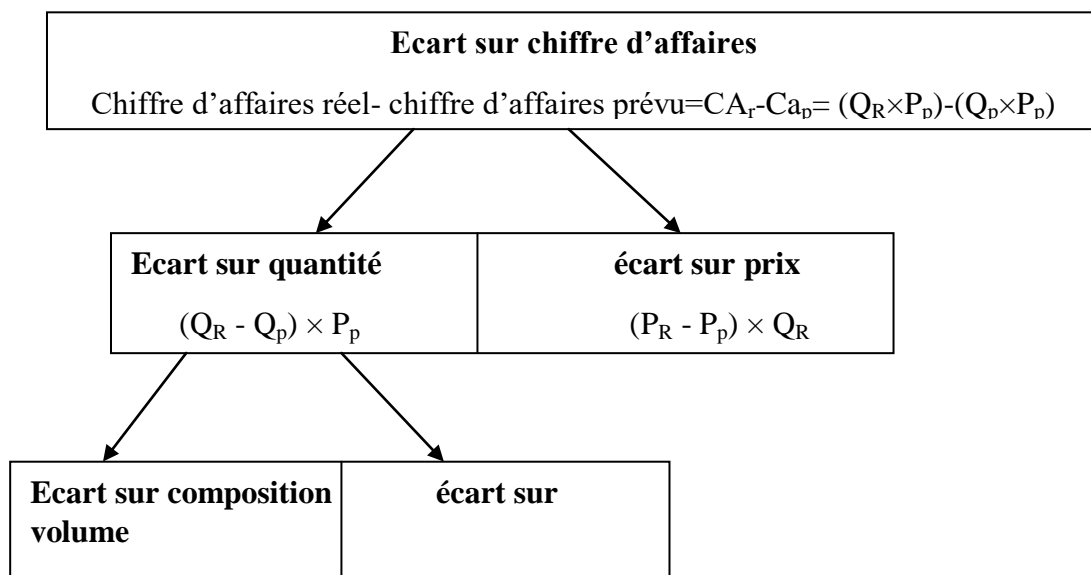 Ecart sur chiffre d’affaires
Chiffre d’affaires réel- chiffre d’affaires prévu=CAr-Cap= (QR×Pp)-(Qp×Pp)
Ecart sur quantité écart sur prix
(QR - Qp) × Pp (PR - Pp) × QR
Ecart sur composition écart sur
volume